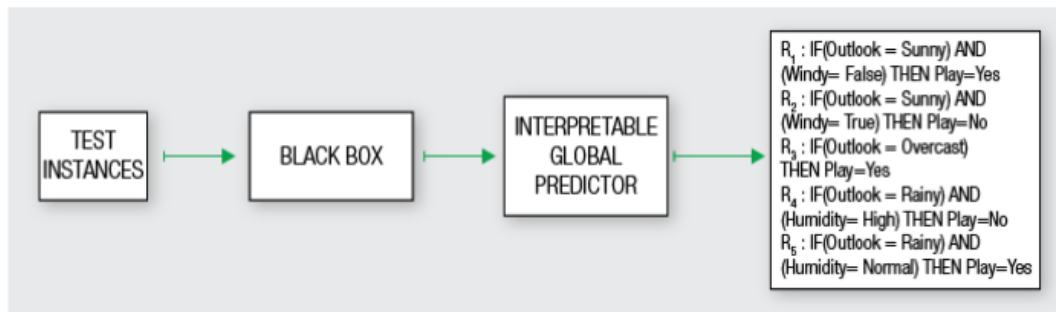 TEST
INSTANCES
BLACK BOX
INTERPRETABLE
GLOBAL
PREDICTOR
R₁ : IF(Outlook = Sunny) AND
(Windy= False) THEN Play=Yes
R₂ : IF(Outlook = Sunny) AND
(Windy= True) THEN Play=No
R₃ : IF(Outlook = Overcast)
THEN Play=Yes
R₄ : IF(Outlook = Rainy) AND
(Humidity= High) THEN Play=No
R₅ : IF(Outlook = Rainy) AND
(Humidity= Normal) THEN Play=Yes